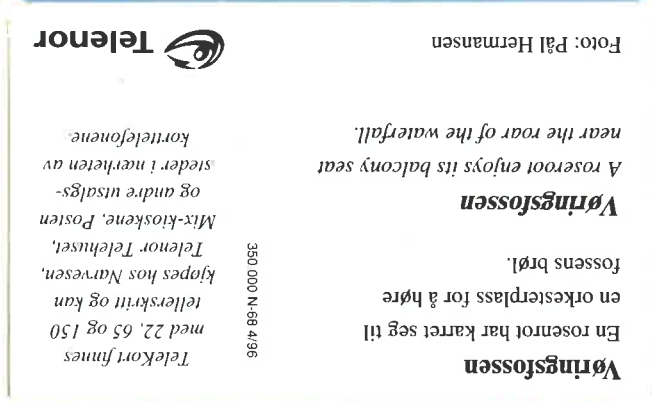 Vøringsfossen
En rosenrot har karret seg til
en orkesterplass for å høre
fossens brøl.
Vøringsfossen
A roseroot enjoys its balcony seat
near the roar of the waterfall.
Foto: Pål Hermansen
350 000 N-68 4/96
TeleKort finnes
med 22, 65 og 150
tellerskritt og kan
kjøpes hos Narvesen,
Telenor Telehuset,
Mix-kioskene, Posten
og andre utsalgs-
steder i nærheten av
korttelefonene.
Telenor